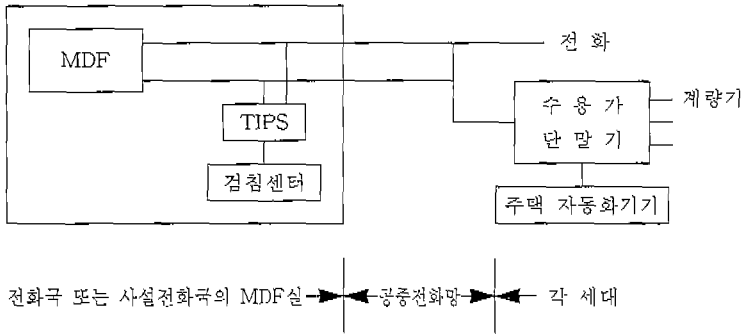 MDF
전화
TIPS
검침센터
수용가
단말기
계량기
주택 자동화기기
전화국 또는 사설전화국의 MDF실
공중전화망
각 세대